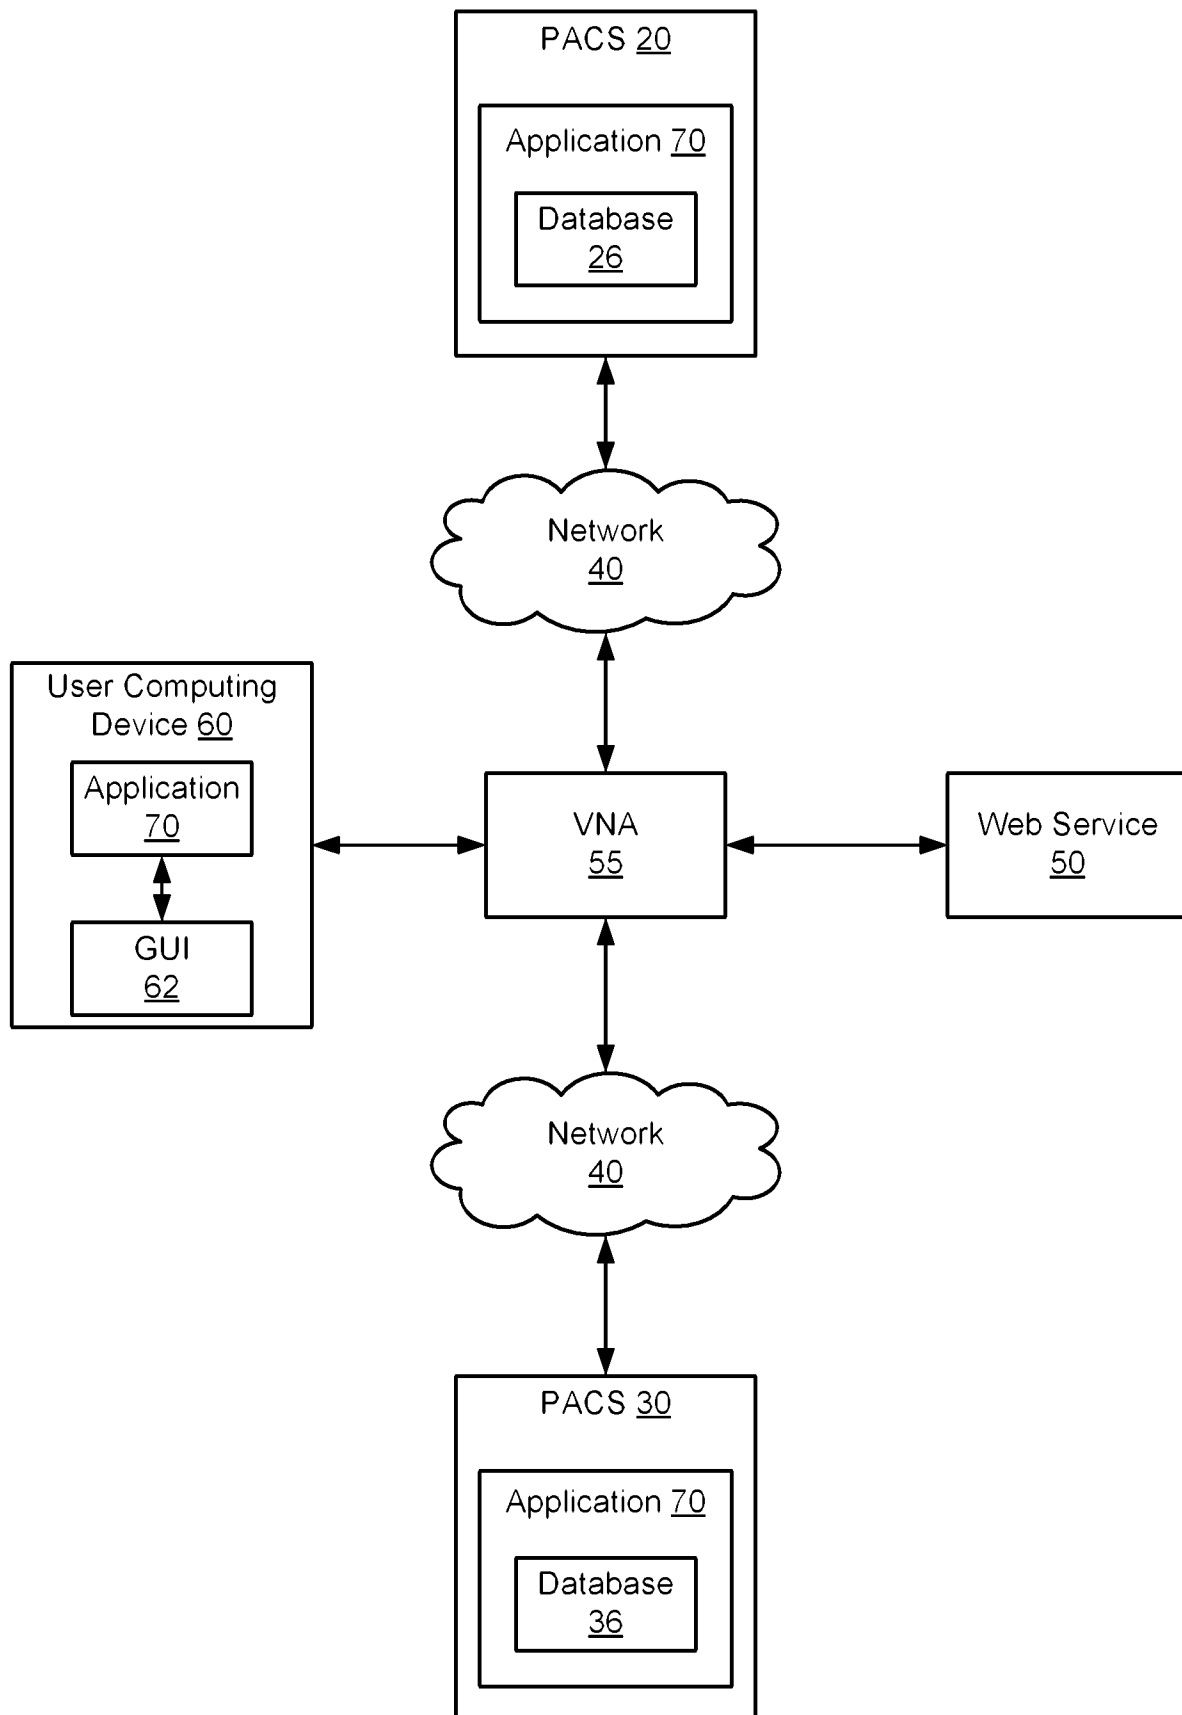 PACS 20
Application 70
Database
26
Network
40
User Computing
Device 60
Application
70
GUI
62
VNA
55
Web Service
50
Network
40
PACS 30
Application 70
Database
36